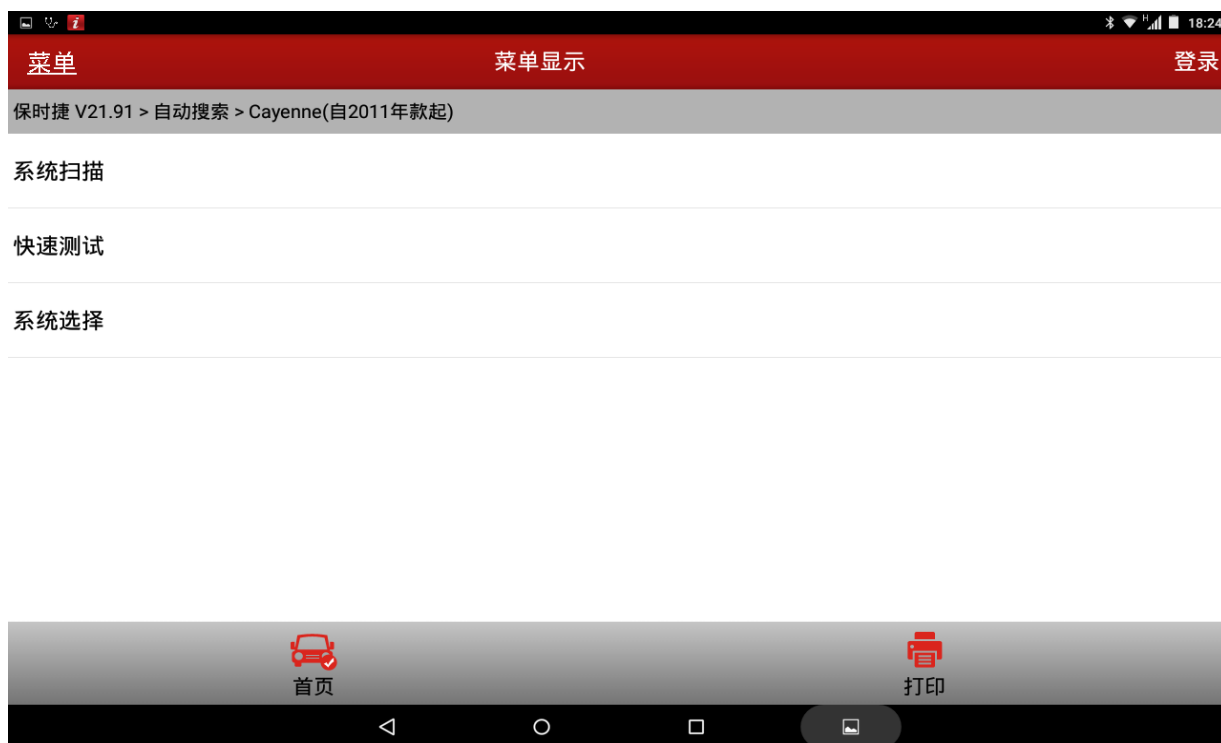 18:24
菜单
菜单显示
登录
保时捷 V21.91 > 自动搜索 > Cayenne(自2011年款起)
系统扫描
快速测试
系统选择
首页
打印